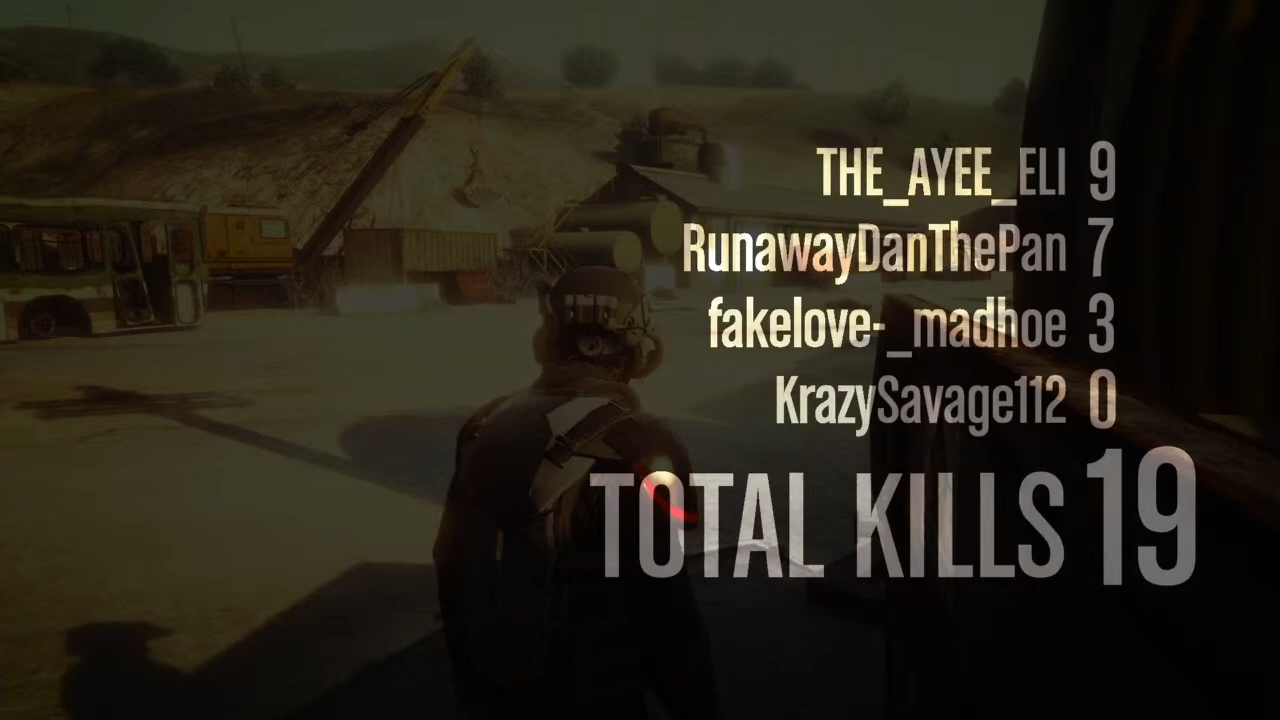 THE_AYEE_ELI 9
RunawayDanThePan 7
fakelove-_madhoe 3
KrazySavage112 0
TOTAL KILLS 19